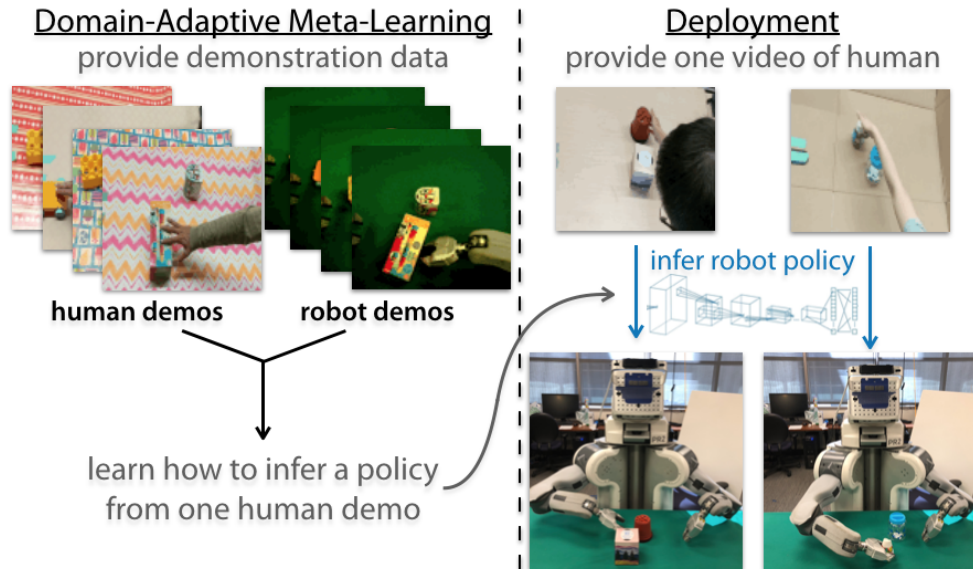 Domain-Adaptive Meta-Learning
provide demonstration data
human demos
robot demos
learn how to infer a policy
from one human demo
Deployment
provide one video of human
infer robot policy
PR2